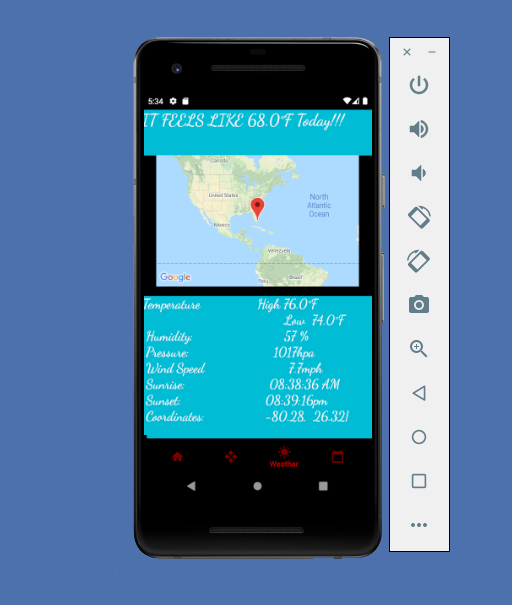 5:34
IT FEELS LIKE 68.0°F Today!!!
Canada
United States
North
Atlantic
Ocean
Mexico
Venezuela
Brazil
Google
Temperature High 76.0°F
Low 74.0°F
Humidity: 57 %
Pressure: 1017hpa
Wind Speed 7.7mph
Sunrise: 08:38:36 AM
Sunset: 08:39:16pm
Coordinates: -80.28, 26.32]
Weather